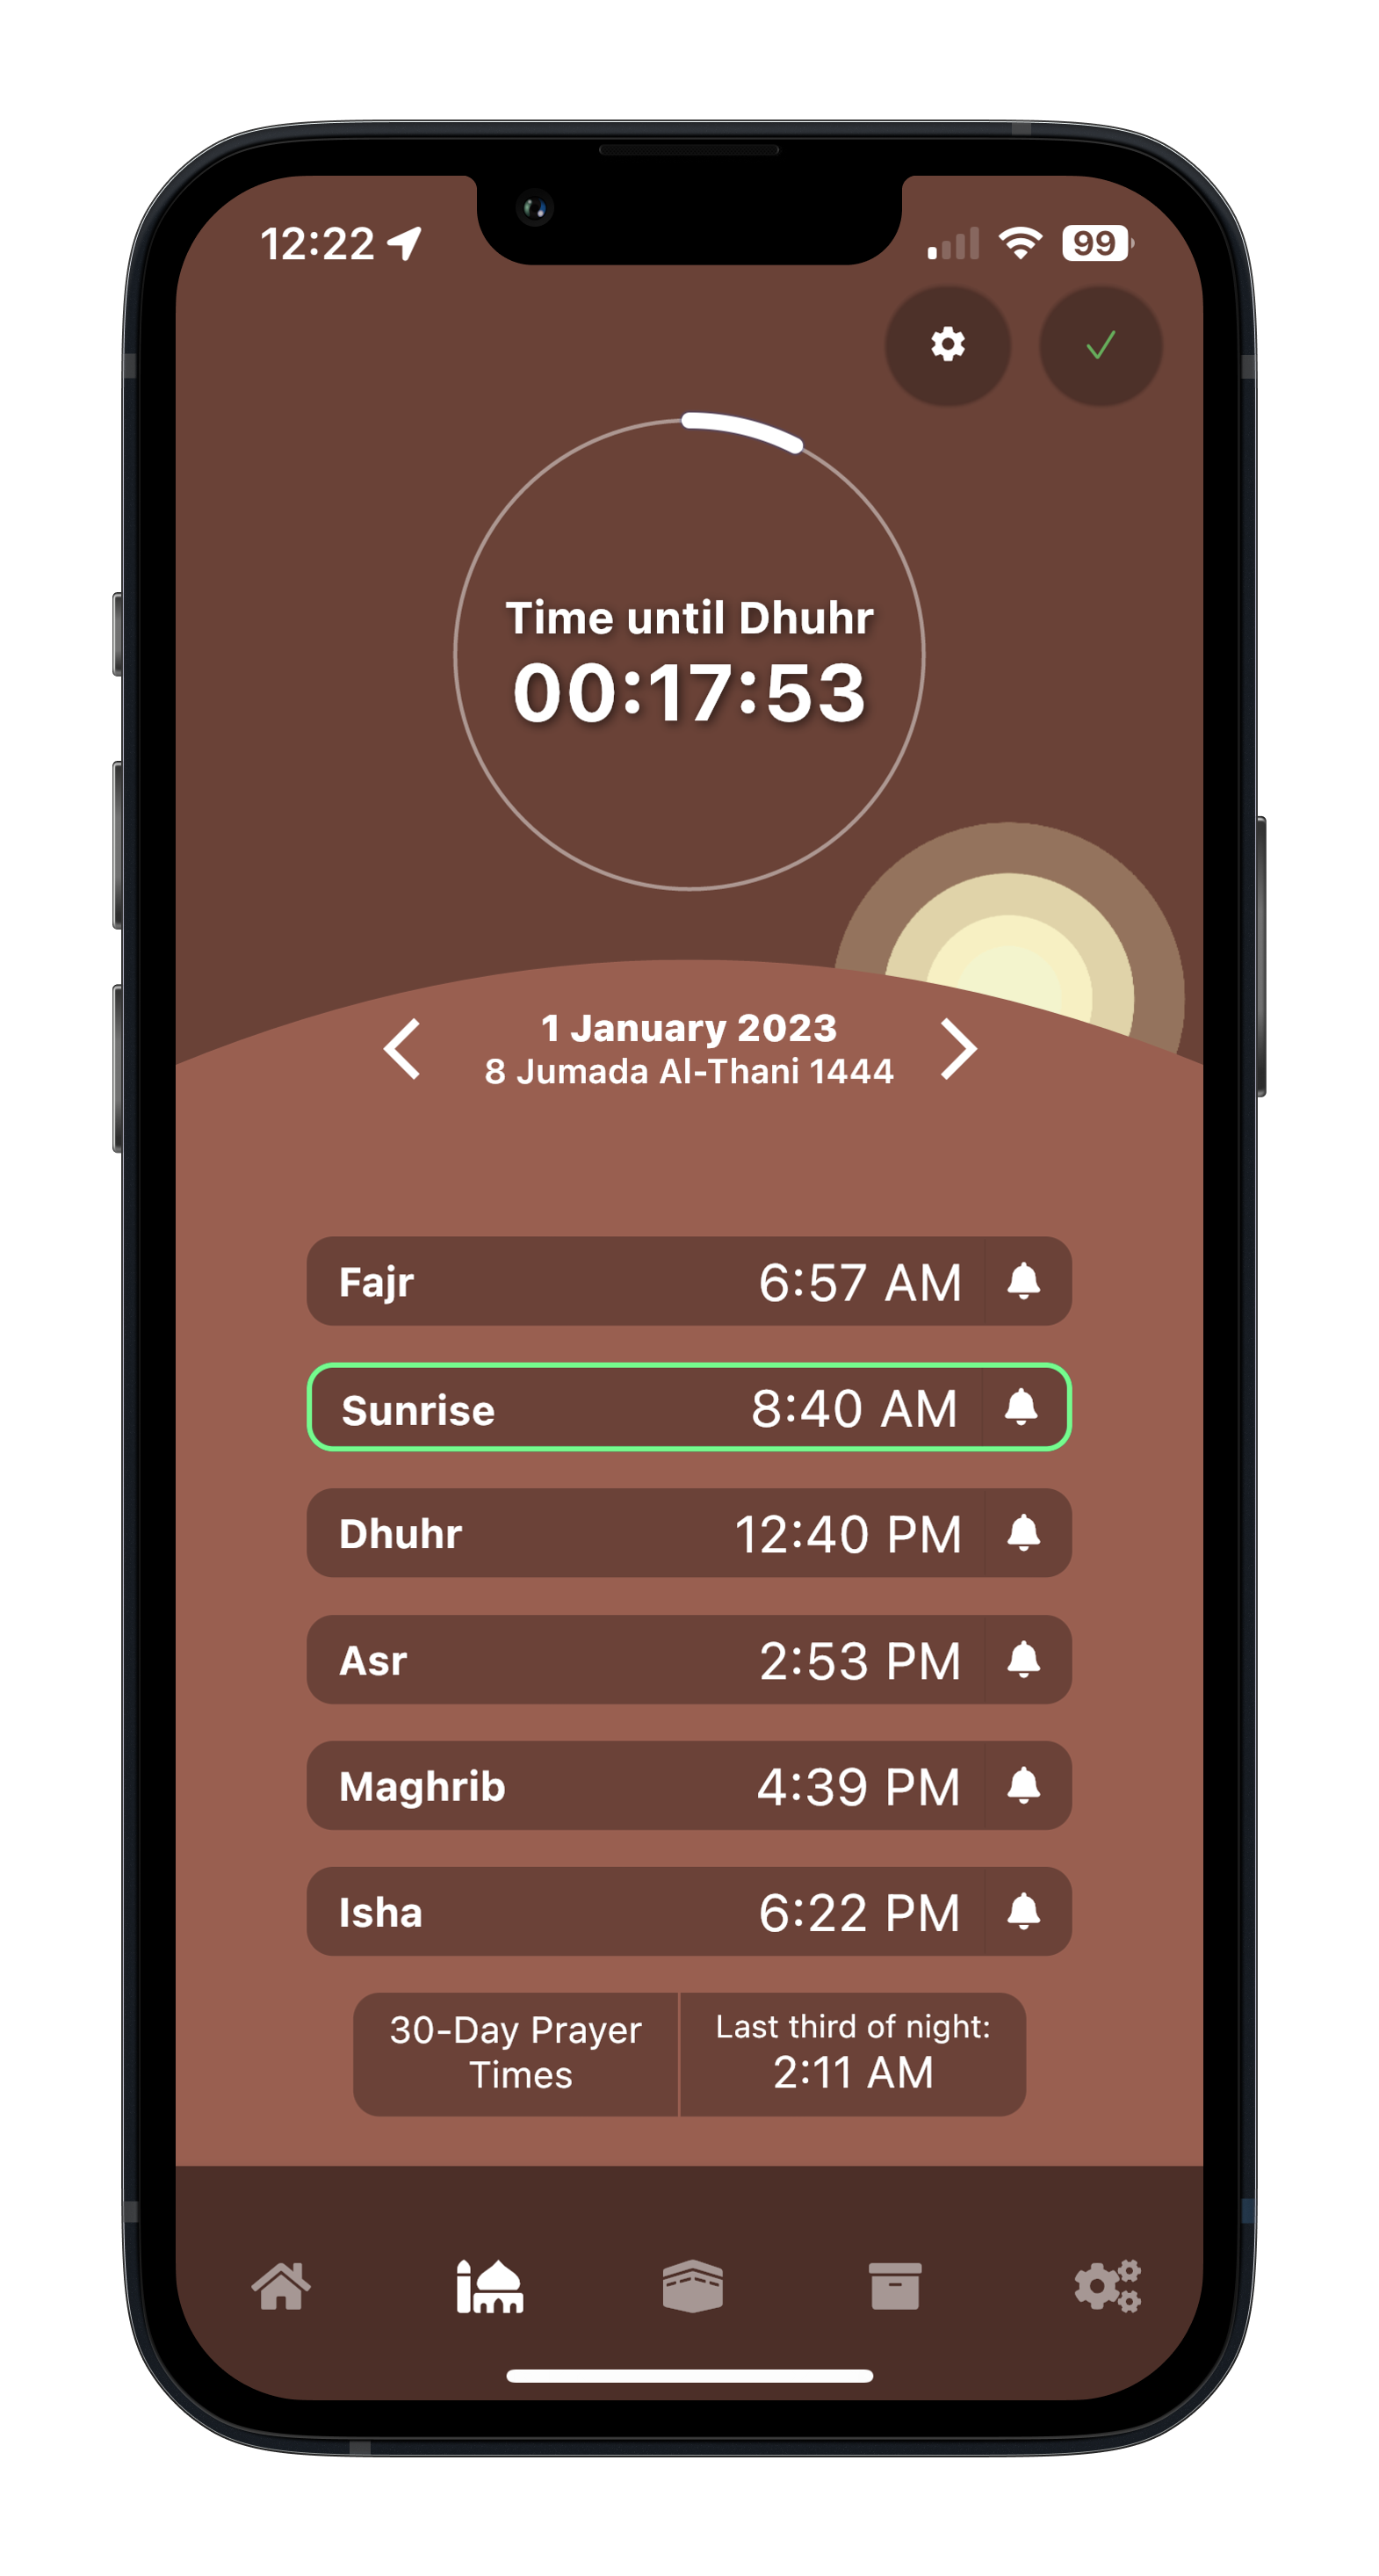 12:22
99
Time until Dhuhr
00:17:53
1 January 2023
8 Jumada Al-Thani 1444
Fajr 6:57 AM
Sunrise 8:40 AM
Dhuhr 12:40 PM
Asr 2:53 PM
Maghrib 4:39 PM
Isha 6:22 PM
30-Day Prayer
Times
Last third of night:
2:11 AM